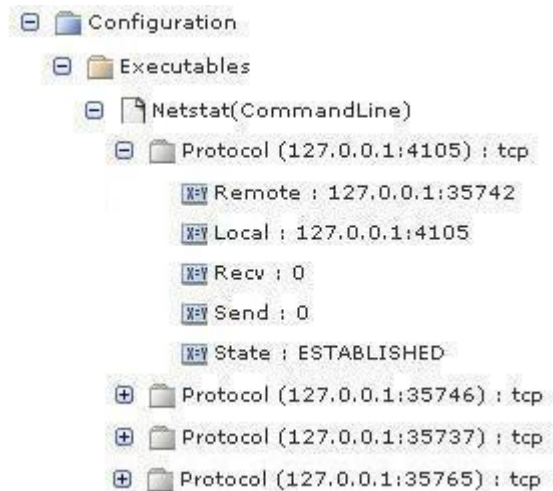 Configuration
Executables
Netstat(CommandLine)
Protocol (127.0.0.1:4105) : tcp
X=Y Remote : 127.0.0.1:35742
X=Y Local : 127.0.0.1:4105
X=Y Recv : 0
X=Y Send : 0
X=Y State : ESTABLISHED
Protocol (127.0.0.1:35746) : tcp
Protocol (127.0.0.1:35737) : tcp
Protocol (127.0.0.1:35765) : tcp